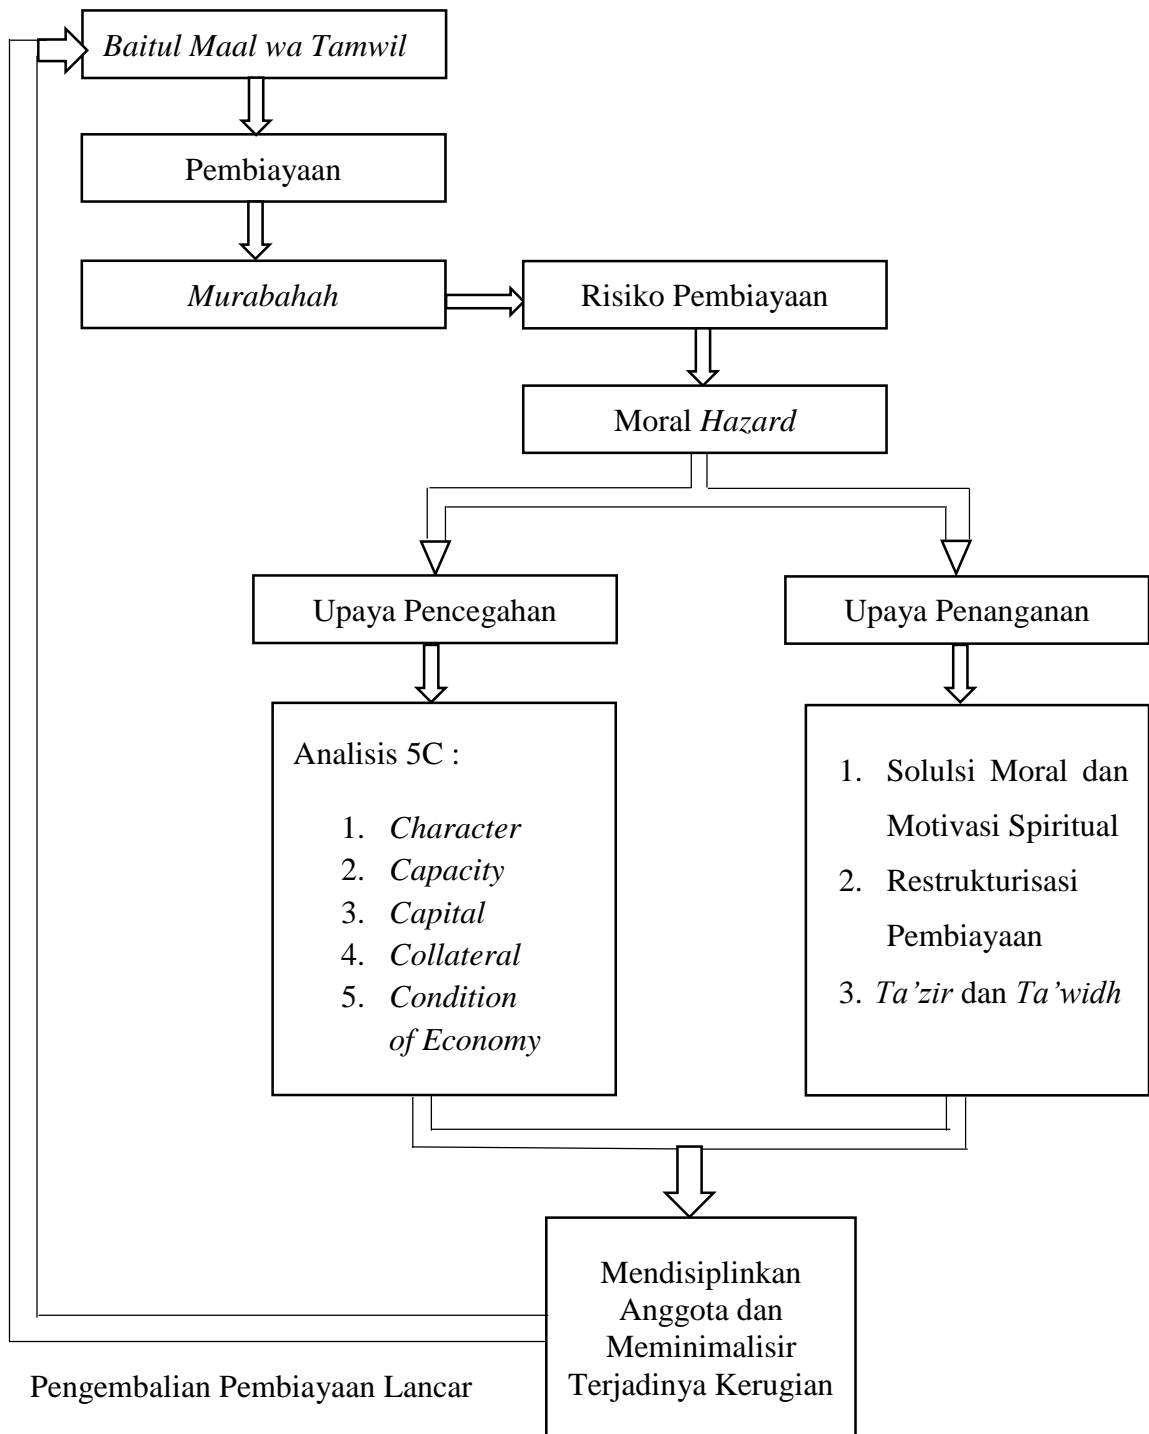 Baitul Maal wa Tamwil
Pembiayaan
Murabahah
Risiko Pembiayaan
Moral Hazard
Upaya Pencegahan
Upaya Penanganan
Analisis 5C :
1. Character
2. Capacity
3. Capital
4. Collateral
5. Condition
of Economy
1. Solulsi Moral dan
Motivasi Spiritual
2. Restrukturisasi
Pembiayaan
3. Ta’zir dan Ta’widh
Mendisiplinkan
Anggota dan
Meminimalisir
Terjadinya Kerugian
Pengembalian Pembiayaan Lancar